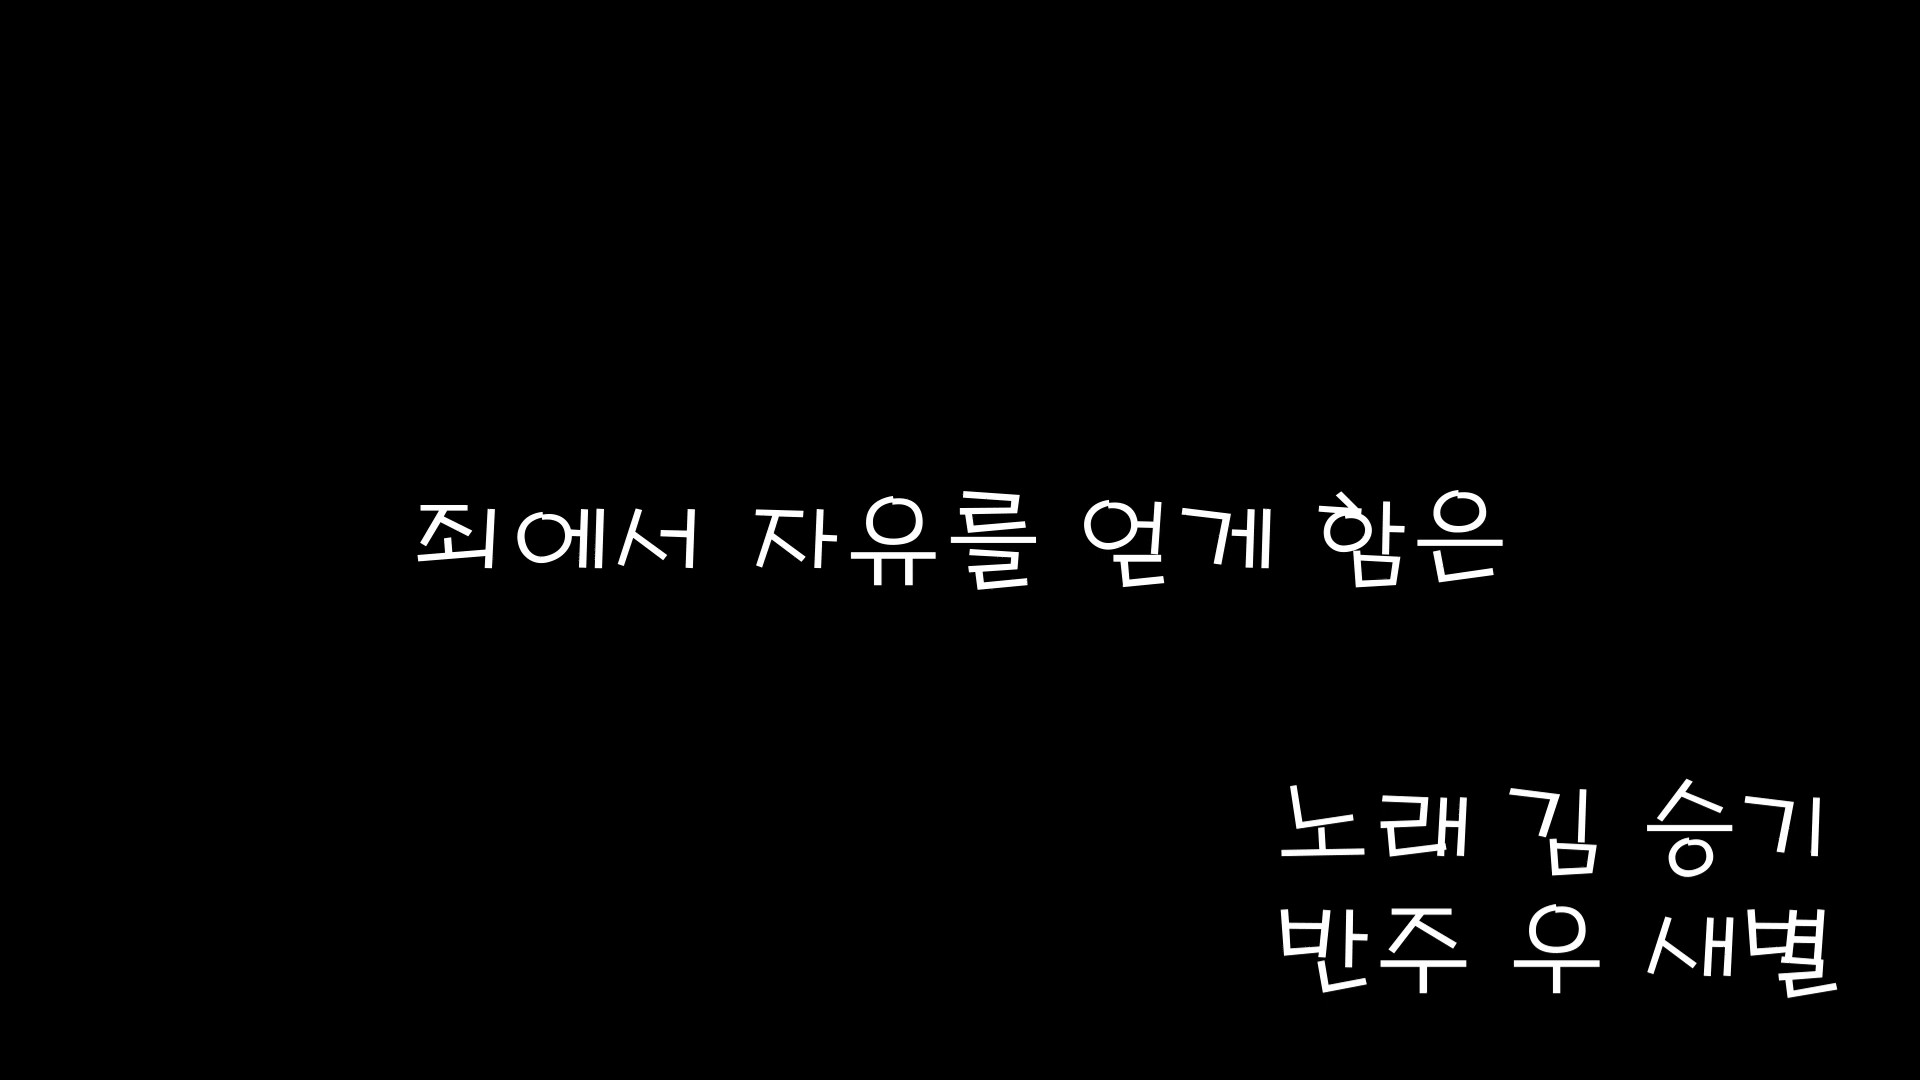 죄에서 자유를 얻게 함은
노래 김 승기
반주 우 새별